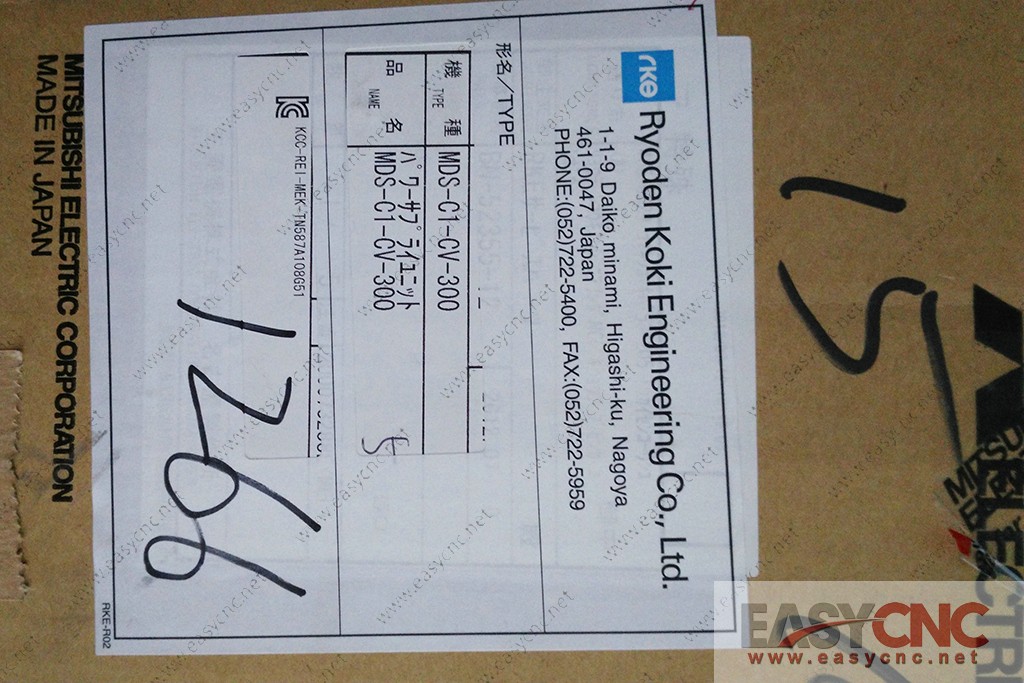 rke Ryoden Koki Engineering Co., Ltd.
1-1-9 Daiko minami, Higashi-ku, Nagoya
461-0047, Japan
PHONE:(052)722-5400, FAX:(052)722-5959
形名／TYPE
機種 TYPE MDS-C1-CV-300
品名 NAME パワーサプライユニット
MDS-C1-CV-300
5
KCC-REI-MEK-TN587A108G51
1266
RKE-R02
MITSUBISHI ELECTRIC CORPORATION
MADE IN JAPAN
15
EASYCNC
www.easycnc.net